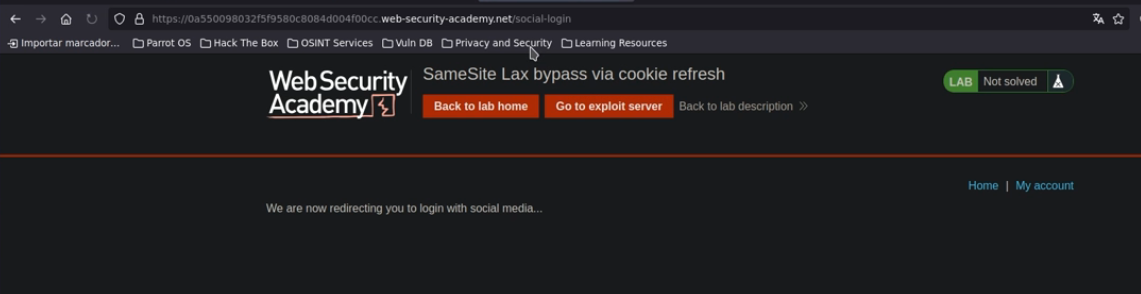 https://0a550098032f5f9580c8084d004f00cc.web-security-academy.net/social-login
Importar marcador... Parrot OS Hack The Box OSINT Services Vuln DB Privacy and Security Learning Resources
Web Security Academy
SameSite Lax bypass via cookie refresh
LAB Not solved
Back to lab home Go to exploit server Back to lab description >>
Home | My account
We are now redirecting you to login with social media...